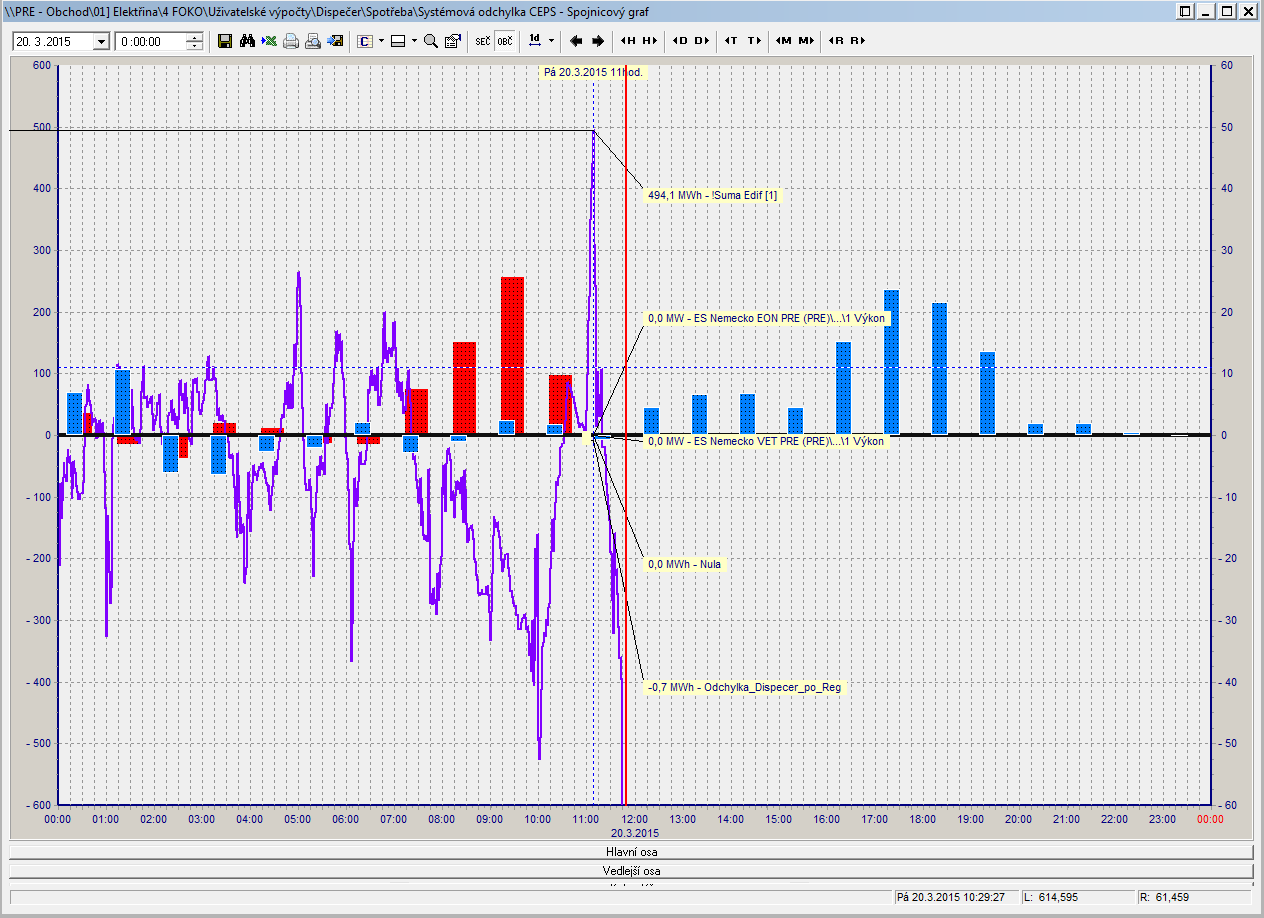 \\PRE - Obchod\01] Elektřina\4 FOKO\Uživatelské výpočty\Dispečer\Spotřeba\Systémová odchylka CEPS - Spojnicový graf
20. 3 .2015 0 :00:00 C SEČ OBČ 1d H H D D T T M M R R
Pá 20.3.2015 11hod.
600 60
500 50
494,1 MWh - !Suma Edif [1]
400 40
300 30
0,0 MW - ES Nemecko EON PRE (PRE)\...\1 Výkon
200 20
100 10
0 0
0,0 MW - ES Nemecko VET PRE (PRE)\...\1 Výkon
- 100 - 10
- 200 - 20
0,0 MWh - Nula
- 300 - 30
- 400 - 40
-0,7 MWh - Odchylka_Dispecer_po_Reg
- 500 - 50
- 600 - 60
00:00 01:00 02:00 03:00 04:00 05:00 06:00 07:00 08:00 09:00 10:00 11:00 12:00 13:00 14:00 15:00 16:00 17:00 18:00 19:00 20:00 21:00 22:00 23:00 00:00
20.3.2015
Hlavní osa
Vedlejší osa
Pá 20.3.2015 10:29:27 L: 614,595 R: 61,459